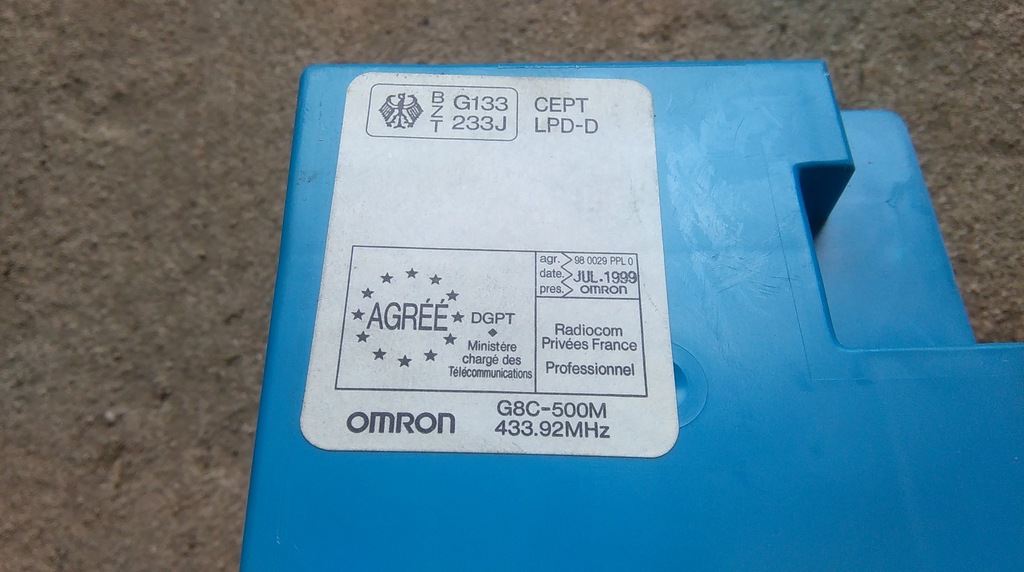 BZT G133 233J
CEPT
LPD-D
AGRÉÉ
DGPT
Ministère
chargé des
Télécommunications
agr. 98 0029 PPL 0
date. JUL.1999
pres. OMRON
Radiocom
Privées France
Professionnel
OMRON
G8C-500M
433.92MHz